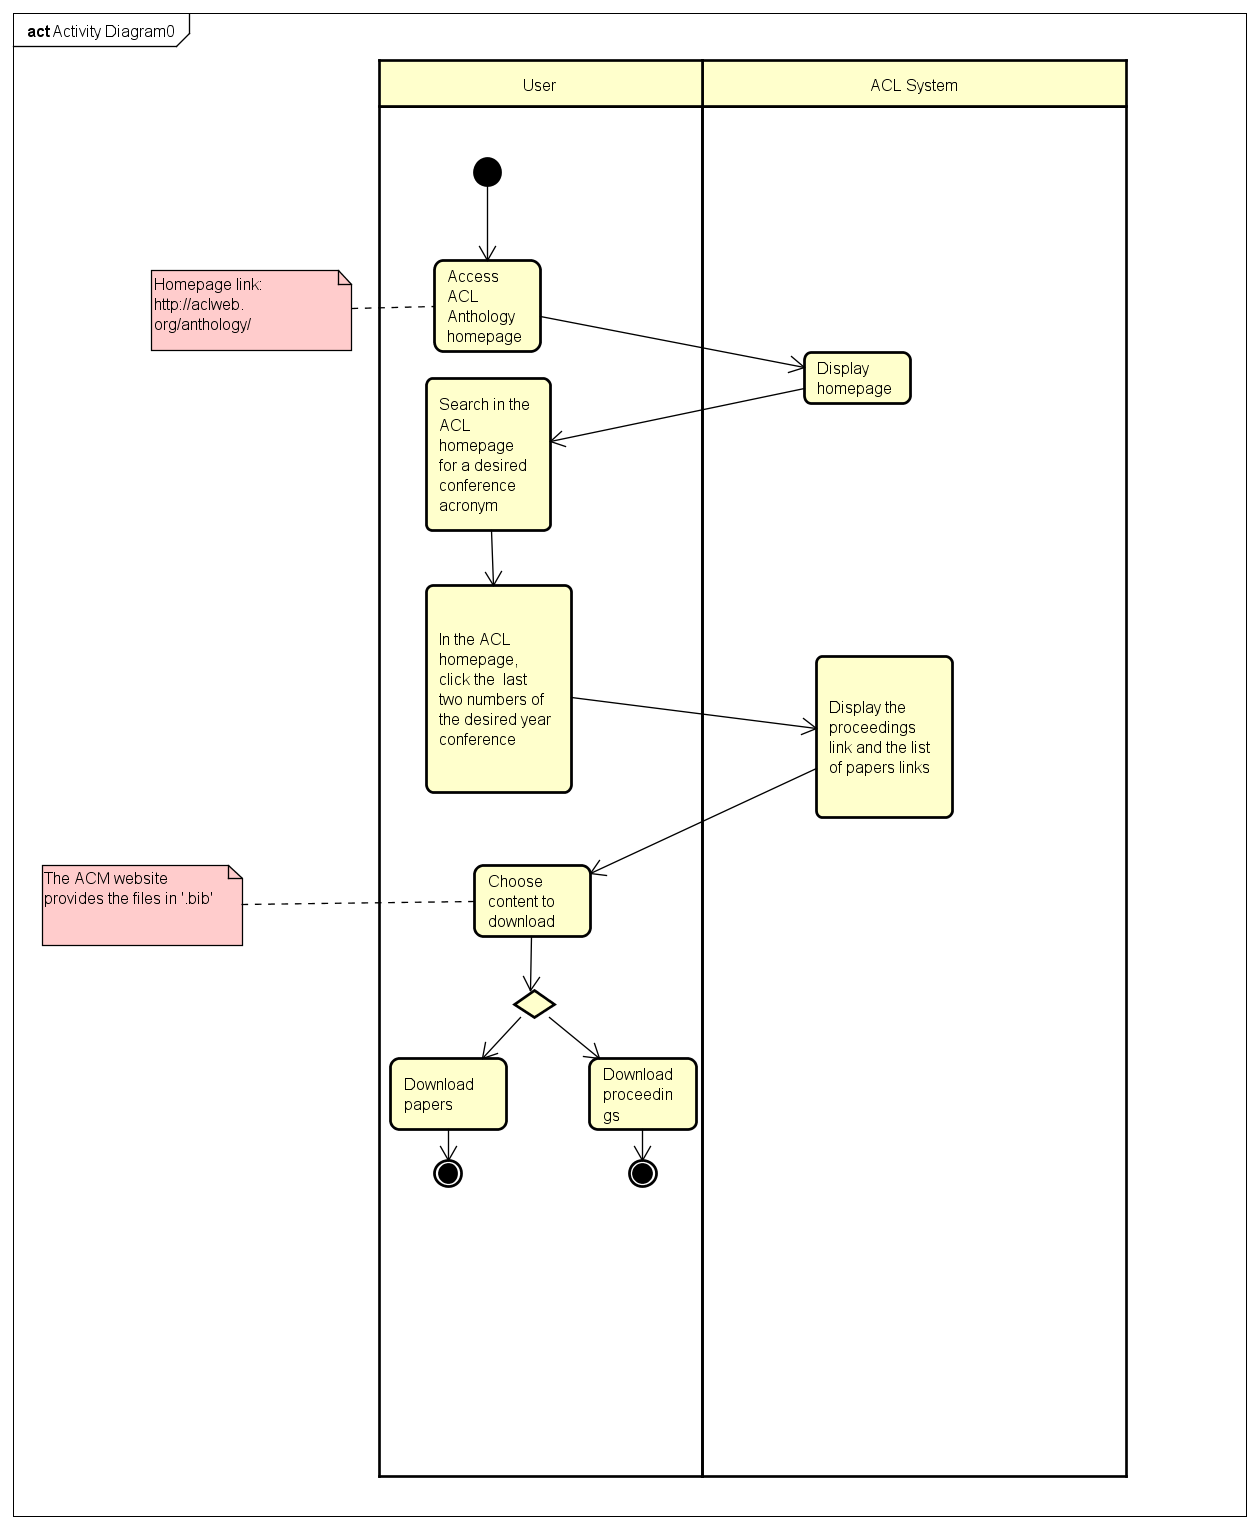 act Activity Diagram0
User
ACL System
Access
ACL
Anthology
homepage
Homepage link:
http://aclweb.
org/anthology/
Display
homepage
Search in the
ACL
homepage
for a desired
conference
acronym
In the ACL
homepage,
click the  last
two numbers of
the desired year
conference
Display the
proceedings
link and the list
of papers links
Choose
content to
download
The ACM website
provides the files in '.bib'
Download
papers
Download
proceedin
gs